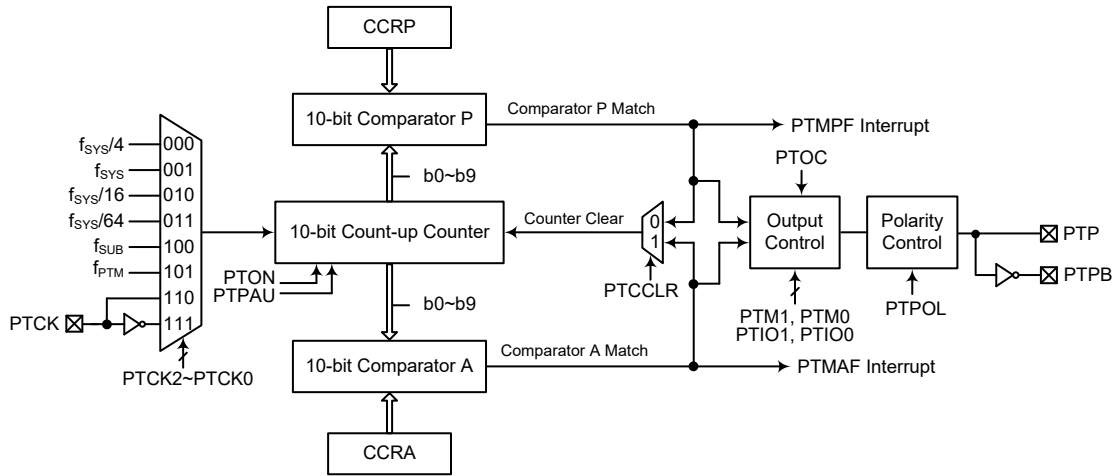 CCRP
10-bit Comparator P
Comparator P Match
PTMPF Interrupt
fSYS/4
000
fSYS
001
fSYS/16
010
fSYS/64
011
fSUB
100
fPTM
101
110
PTCK
111
PTCK2~PTCK0
b0~b9
10-bit Count-up Counter
Counter Clear
PTON
PTPAU
b0~b9
0
1
PTCCLR
PTOC
Output
Control
Polarity
Control
PTP
PTPB
PTM1, PTM0
PTIO1, PTIO0
PTPOL
10-bit Comparator A
Comparator A Match
PTMAF Interrupt
CCRA